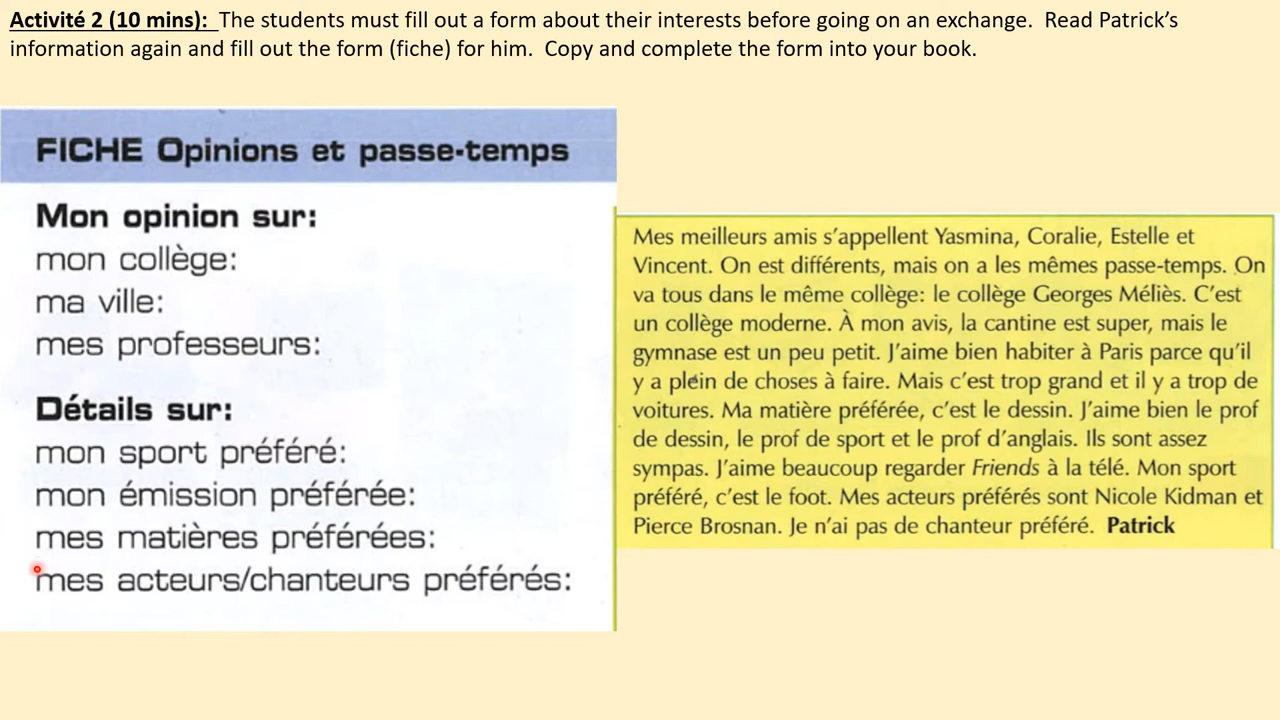 Activité 2 (10 mins): The students must fill out a form about their interests before going on an exchange. Read Patrick's
information again and fill out the form (fiche) for him. Copy and complete the form into your book.
FICHE Opinions et passe-temps
Mon opinion sur:
mon collège:
ma ville:
mes professeurs:
Détails sur:
mon sport préféré:
mon émission préférée:
mes matières préférées:
mes acteurs/chanteurs préférés:
Mes meilleurs amis s'appellent Yasmina, Coralie, Estelle et
Vincent. On est différents, mais on a les mêmes passe-temps. On
va tous dans le même collège: le collège Georges Méliès. C'est
un collège moderne. À mon avis, la cantine est super, mais le
gymnase est un peu petit. J'aime bien habiter à Paris parce qu'il
y a plein de choses à faire. Mais c'est trop grand et il y a trop de
voitures. Ma matière préférée, c'est le dessin. J'aime bien le prof
de dessin, le prof de sport et le prof d'anglais. Ils sont assez
sympas. J'aime beaucoup regarder Friends à la télé. Mon sport
préféré, c'est le foot. Mes acteurs préférés sont Nicole Kidman et
Pierce Brosnan. Je n'ai pas de chanteur préféré. Patrick